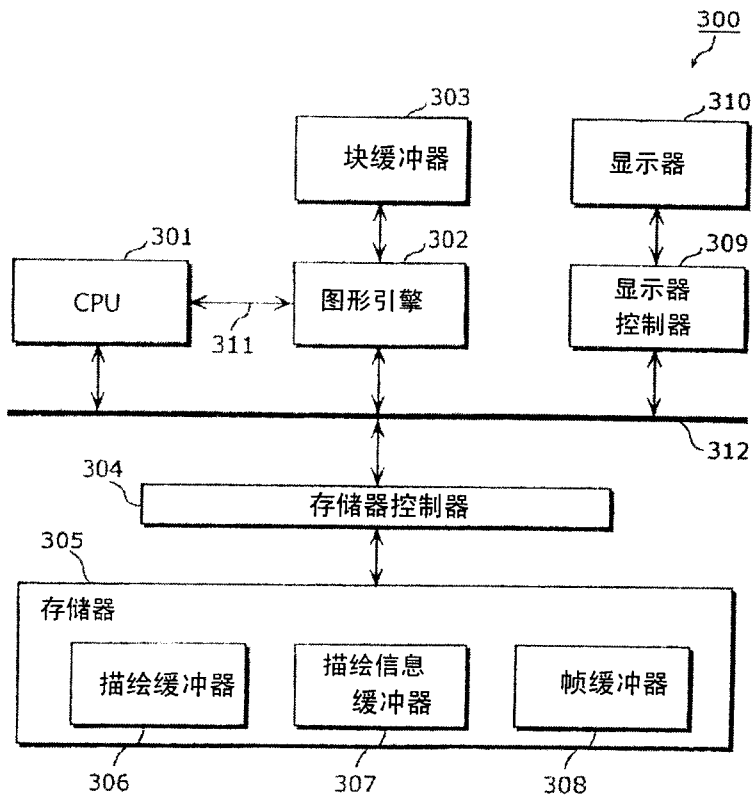 300
303
块缓冲器
310
显示器
301
CPU
311
302
图形引擎
309
显示器
控制器
312
304
存储器控制器
305
存储器
描绘缓冲器
描绘信息
缓冲器
帧缓冲器
306
307
308